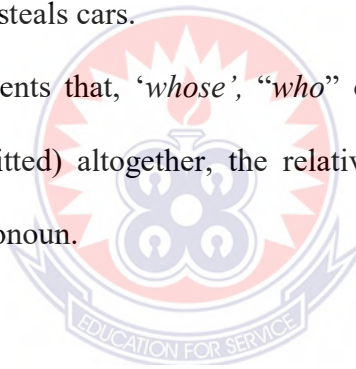 steals cars.
ents that, ‘whose’, “who”
itted) altogether, the relativ
onoun.
EDUCATION FOR SERVICE